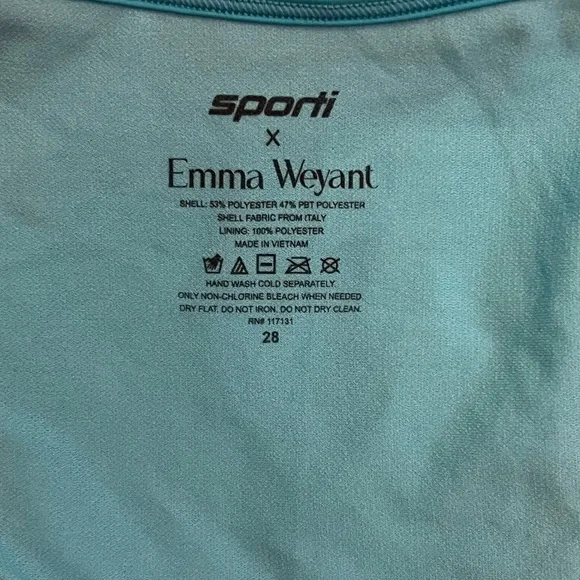 sporti
X
Emma Weyant
SHELL: 53% POLYESTER 47% PBT POLYESTER
SHELL FABRIC FROM ITALY
LINING: 100% POLYESTER
MADE IN VIETNAM
HAND WASH COLD SEPARATELY.
ONLY NON-CHLORINE BLEACH WHEN NEEDED.
DRY FLAT. DO NOT IRON. DO NOT DRY CLEAN.
RN# 117131
28